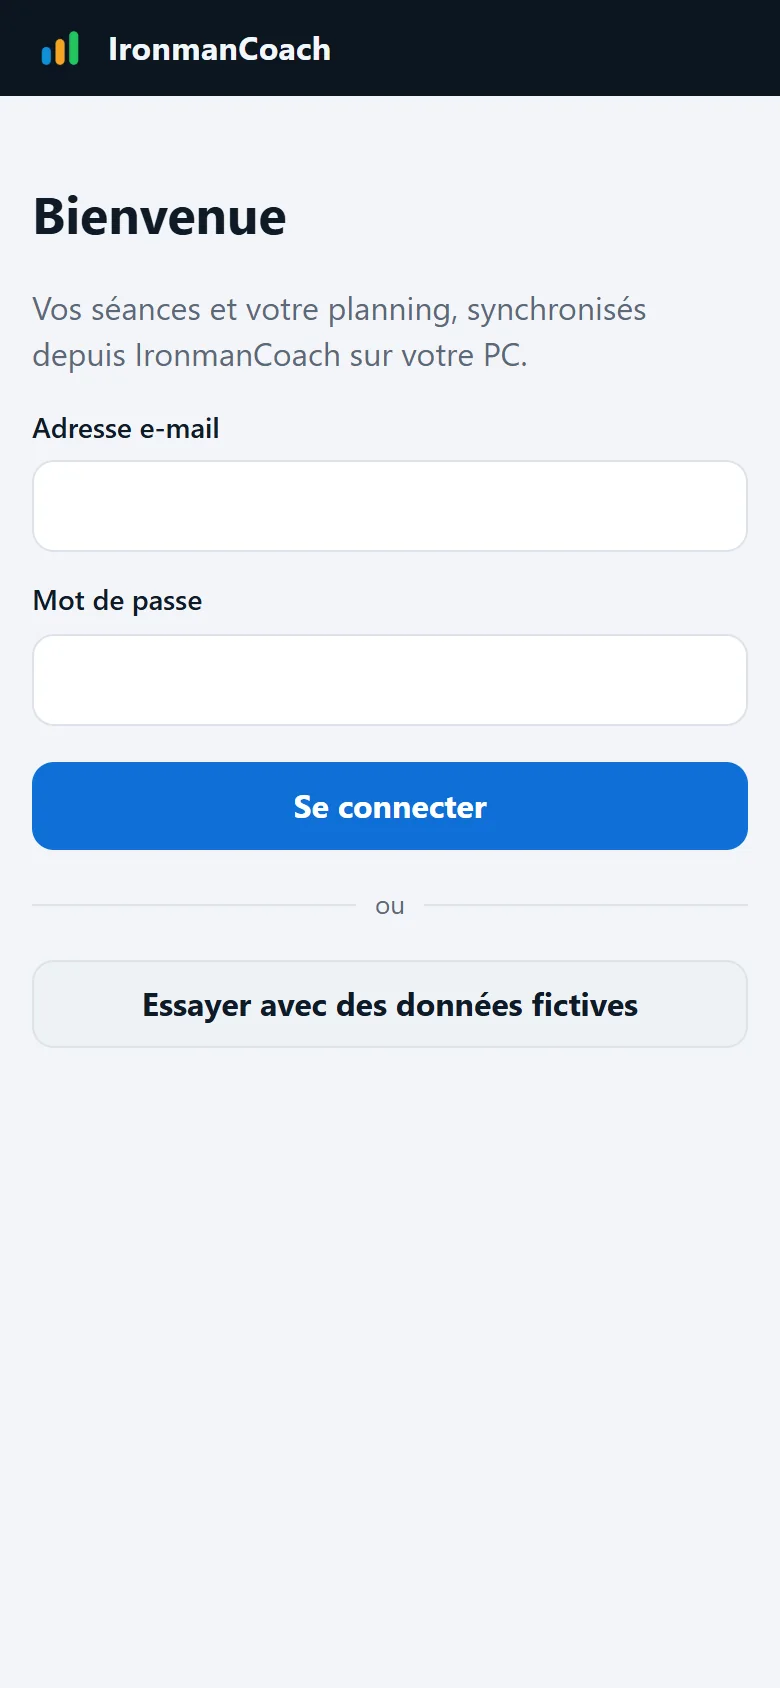 IronmanCoach
Bienvenue
Vos séances et votre planning, synchronisés
depuis IronmanCoach sur votre PC.
Adresse e-mail
Mot de passe
Se connecter
ou
Essayer avec des données fictives